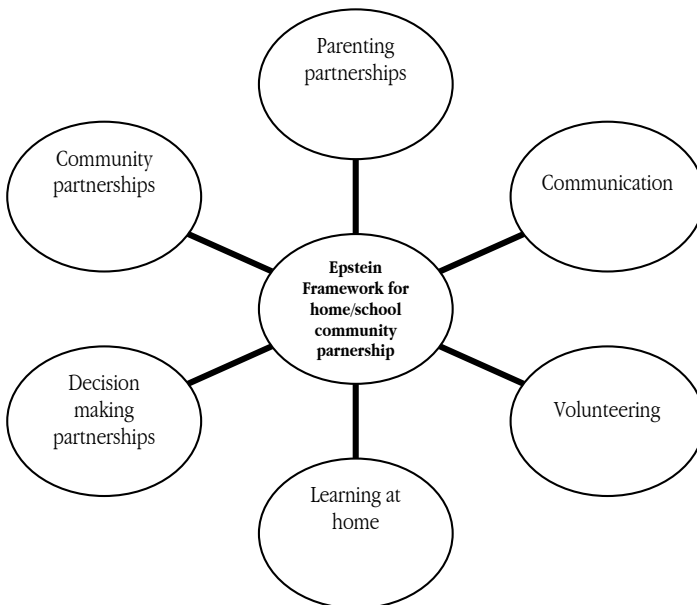 Parenting
partnerships
Community
partnerships
Communication
Epstein
Framework for
home/school
community
parnership
Decision
making
partnerships
Volunteering
Learning at
home